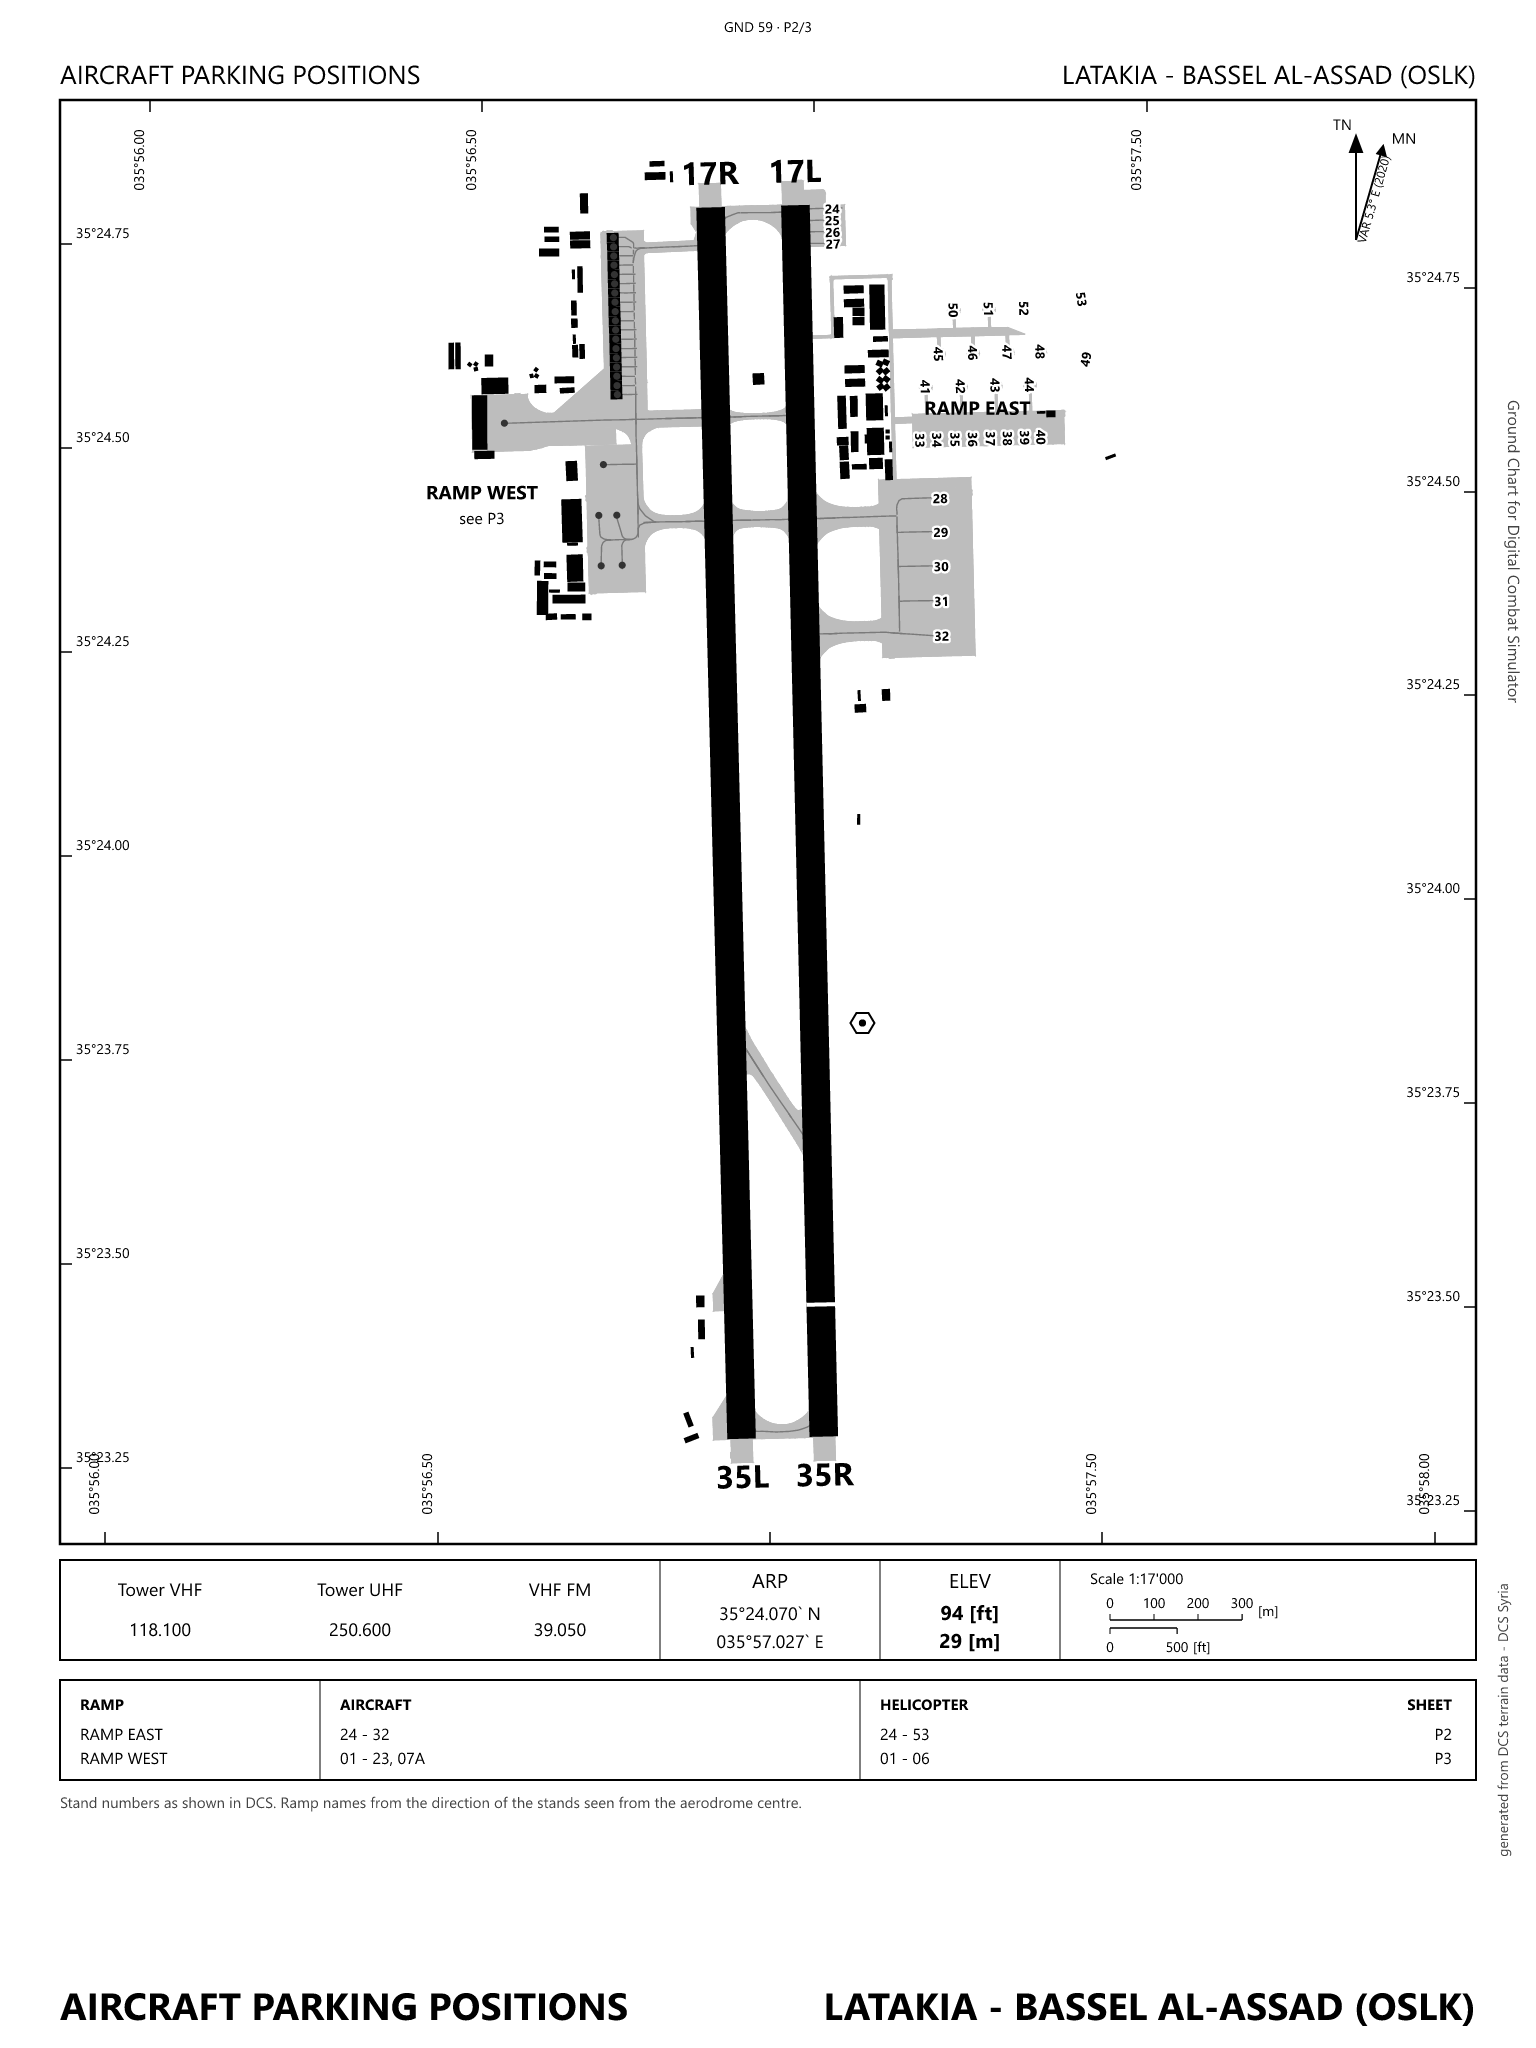 GND 59 · P2/3
AIRCRAFT PARKING POSITIONS
LATAKIA - BASSEL AL-ASSAD (OSLK)
035°56.00
035°56.50
035°57.50
TN
MN
VAR 5.3° E (2020)
17R
17L
24
25
26
27
35°24.75
35°24.75
50
51
52
53
45
46
47
48
49
41
42
43
44
RAMP EAST
33
34
35
36
37
38
39
40
35°24.50
35°24.50
RAMP WEST
see P3
28
29
30
31
32
35°24.25
35°24.25
35°24.00
35°24.00
35°23.75
35°23.75
35°23.50
35°23.50
35°23.25
35°23.25
035°56.00
035°56.50
035°57.50
035°58.00
35L
35R
Ground Chart for Digital Combat Simulator
Tower VHF
118.100
Tower UHF
250.600
VHF FM
39.050
ARP
35°24.070` N
035°57.027` E
ELEV
94 [ft]
29 [m]
Scale 1:17'000
0 100 200 300 [m]
0 500 [ft]
RAMP AIRCRAFT HELICOPTER SHEET
RAMP EAST 24 - 32 24 - 53 P2
RAMP WEST 01 - 23, 07A 01 - 06 P3
Stand numbers as shown in DCS. Ramp names from the direction of the stands seen from the aerodrome centre.
generated from DCS terrain data - DCS Syria
AIRCRAFT PARKING POSITIONS
LATAKIA - BASSEL AL-ASSAD (OSLK)